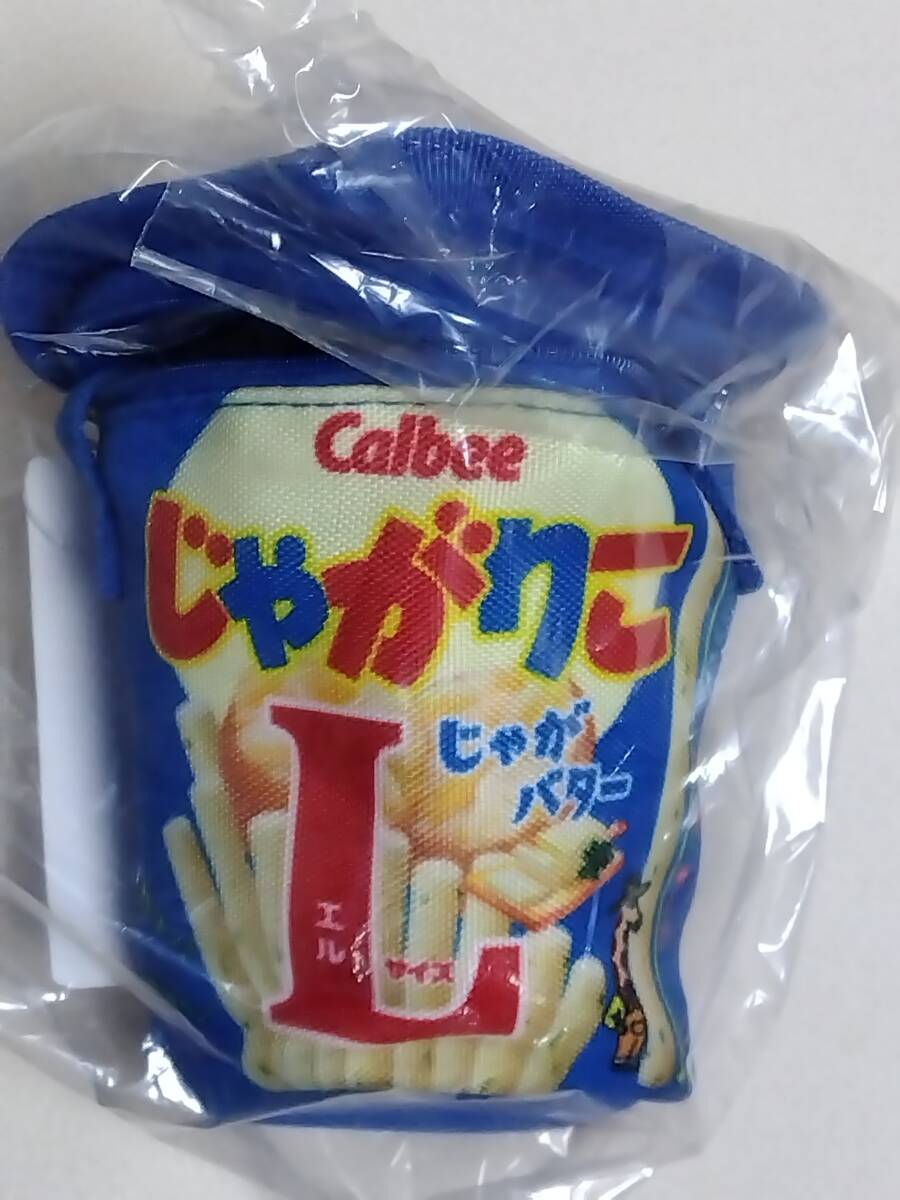 Calbee
じゃがりこ
じゃが
バター
L
エル
サイズ